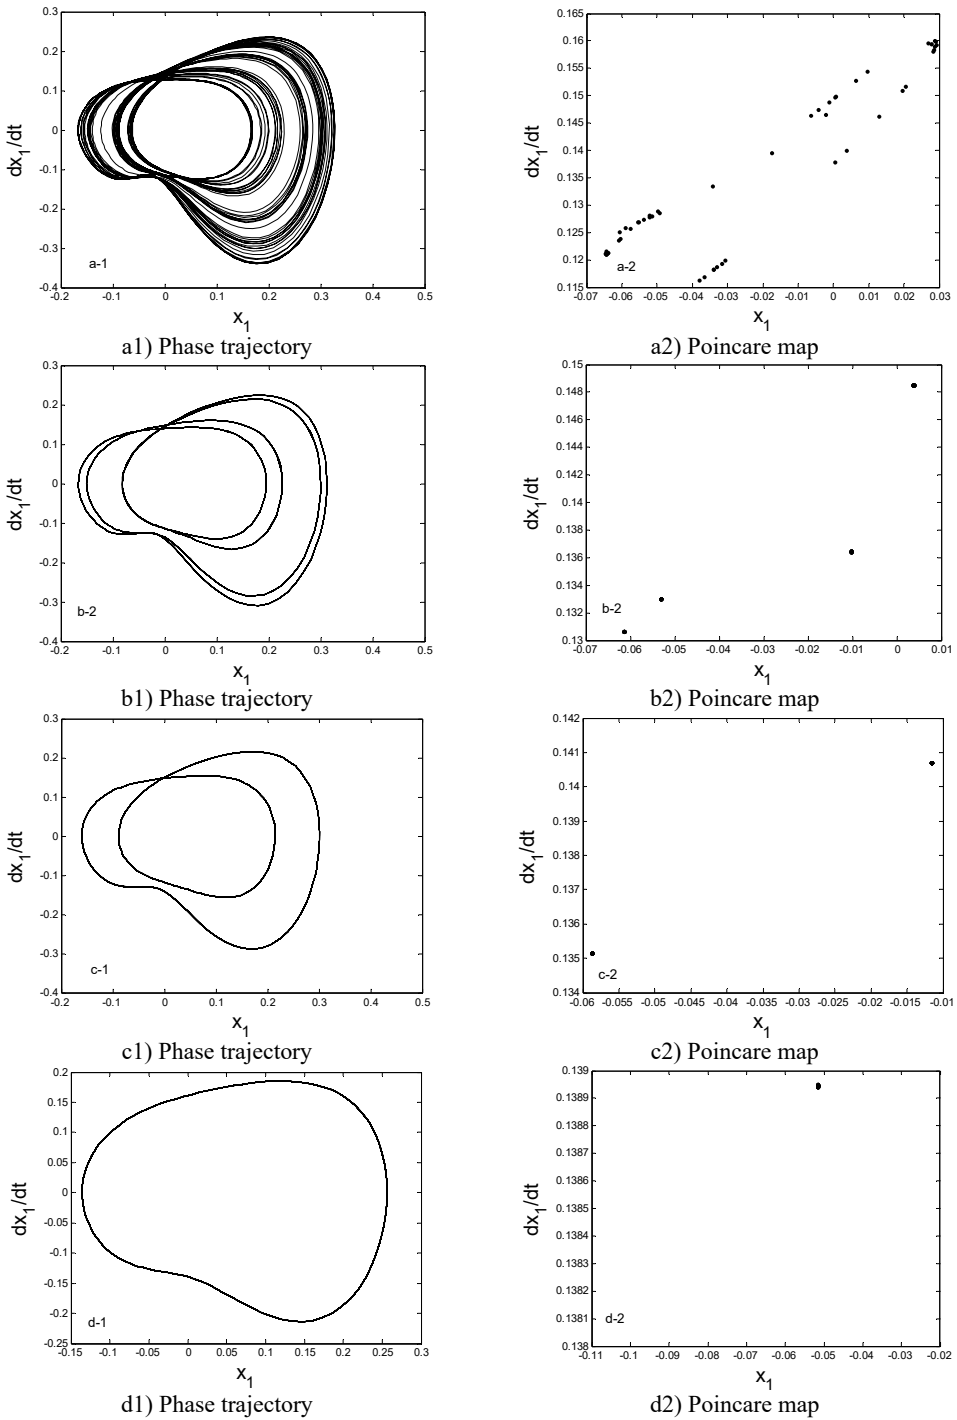 0.3
0.2
0.1
0
-0.1
-0.2
-0.3
-0.4
dx1/dt
a-1
-0.2 -0.1 0 0.1 0.2 0.3 0.4 0.5
x1
a1) Phase trajectory
0.165
0.16
0.155
0.15
0.145
0.14
0.135
0.13
0.125
0.12
0.115
dx1/dt
a-2
-0.07 -0.06 -0.05 -0.04 -0.03 -0.02 -0.01 0 0.01 0.02 0.03
x1
a2) Poincare map
0.3
0.2
0.1
0
-0.1
-0.2
-0.3
-0.4
dx1/dt
b-2
-0.2 -0.1 0 0.1 0.2 0.3 0.4 0.5
x1
b1) Phase trajectory
0.15
0.148
0.146
0.144
0.142
0.14
0.138
0.136
0.134
0.132
0.13
dx1/dt
b-2
-0.07 -0.06 -0.05 -0.04 -0.03 -0.02 -0.01 0 0.01
x1
b2) Poincare map
0.3
0.2
0.1
0
-0.1
-0.2
-0.3
-0.4
dx1/dt
c-1
-0.2 -0.1 0 0.1 0.2 0.3 0.4 0.5
x1
c1) Phase trajectory
0.142
0.141
0.14
0.139
0.138
0.137
0.136
0.135
0.134
dx1/dt
c-2
-0.06 -0.055 -0.05 -0.045 -0.04 -0.035 -0.03 -0.025 -0.02 -0.015 -0.01
x1
c2) Poincare map
0.2
0.15
0.1
0.05
0
-0.05
-0.1
-0.15
-0.2
-0.25
dx1/dt
d-1
-0.15 -0.1 -0.05 0 0.05 0.1 0.15 0.2 0.25 0.3
x1
d1) Phase trajectory
0.139
0.1389
0.1388
0.1387
0.1386
0.1385
0.1384
0.1383
0.1382
0.1381
0.138
dx1/dt
d-2
-0.11 -0.1 -0.09 -0.08 -0.07 -0.06 -0.05 -0.04 -0.03 -0.02
x1
d2) Poincare map